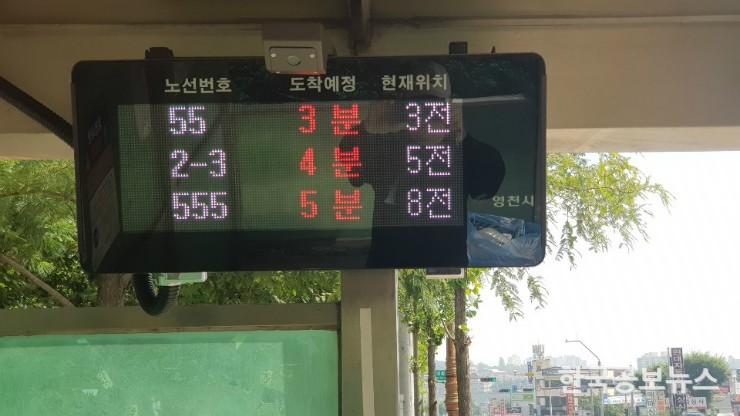 노선번호 도착예정 현재위치
55 3 분 3전
2-3 4 분 5전
555 5 분 8전
영천시
한국공보뉴스